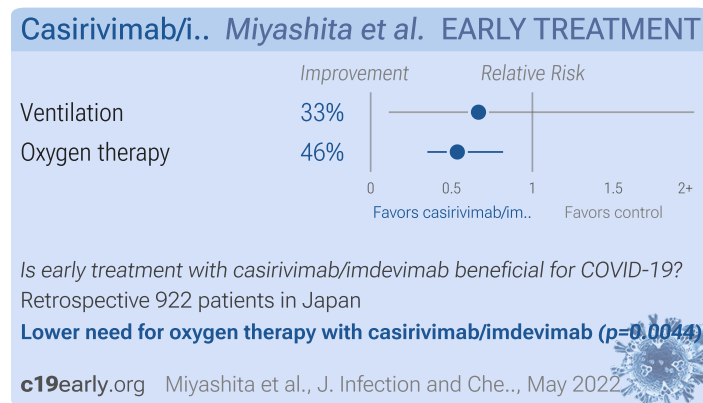 Casirivimab/i.. Miyashita et al. EARLY TREATMENT
Improvement Relative Risk
Ventilation 33%
Oxygen therapy 46%
0 0.5 1 1.5 2+
Favors casirivimab/im.. Favors control
Is early treatment with casirivimab/imdevimab beneficial for COVID-19?
Retrospective 922 patients in Japan
Lower need for oxygen therapy with casirivimab/imdevimab (p=0.0044)
c19early.org Miyashita et al., J. Infection and Che.., May 2022